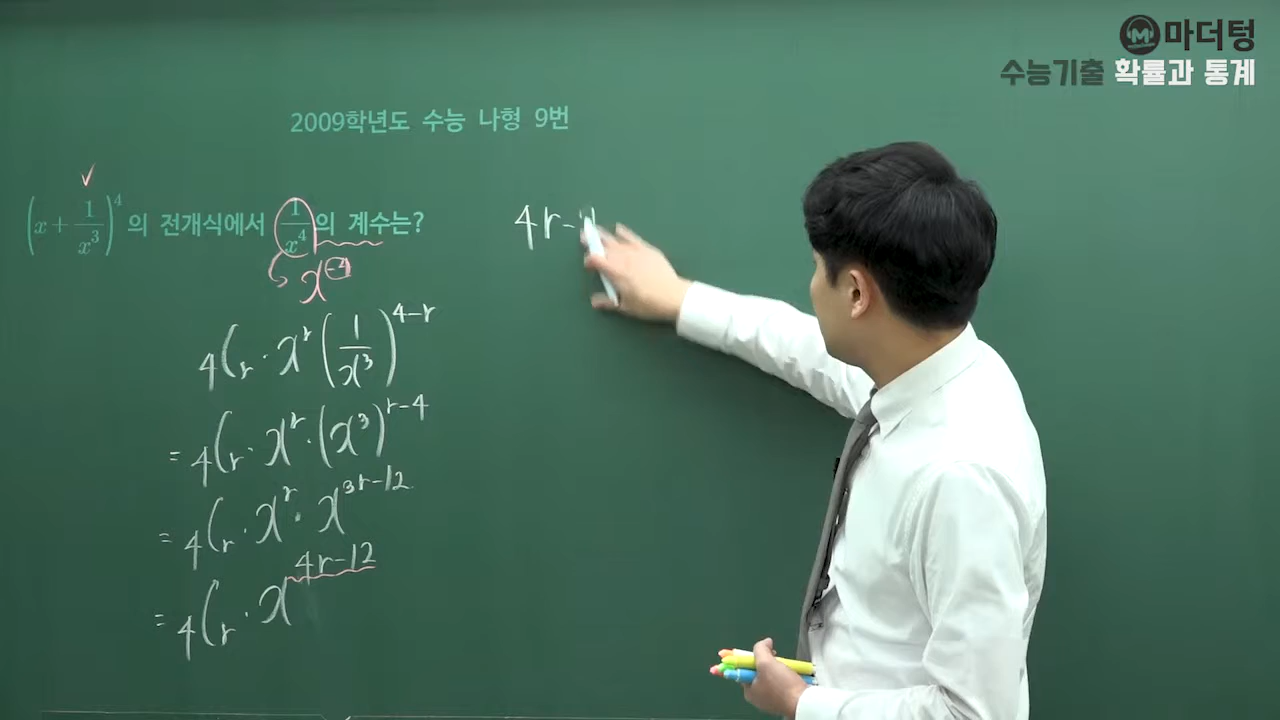 마더텅
수능기출 확률과 통계
2009학년도 수능 나형 9번
(x + 1/x³)⁴의 전개식에서 1/x⁴의 계수는?
x⁻⁴
₄Cᵣ · xʳ (1/x³)⁴⁻ʳ
= ₄Cᵣ · xʳ · (x³)ʳ⁻⁴
= ₄Cᵣ · xʳ · x³ʳ⁻¹²
= ₄Cᵣ · x⁴ʳ⁻¹²
4r-